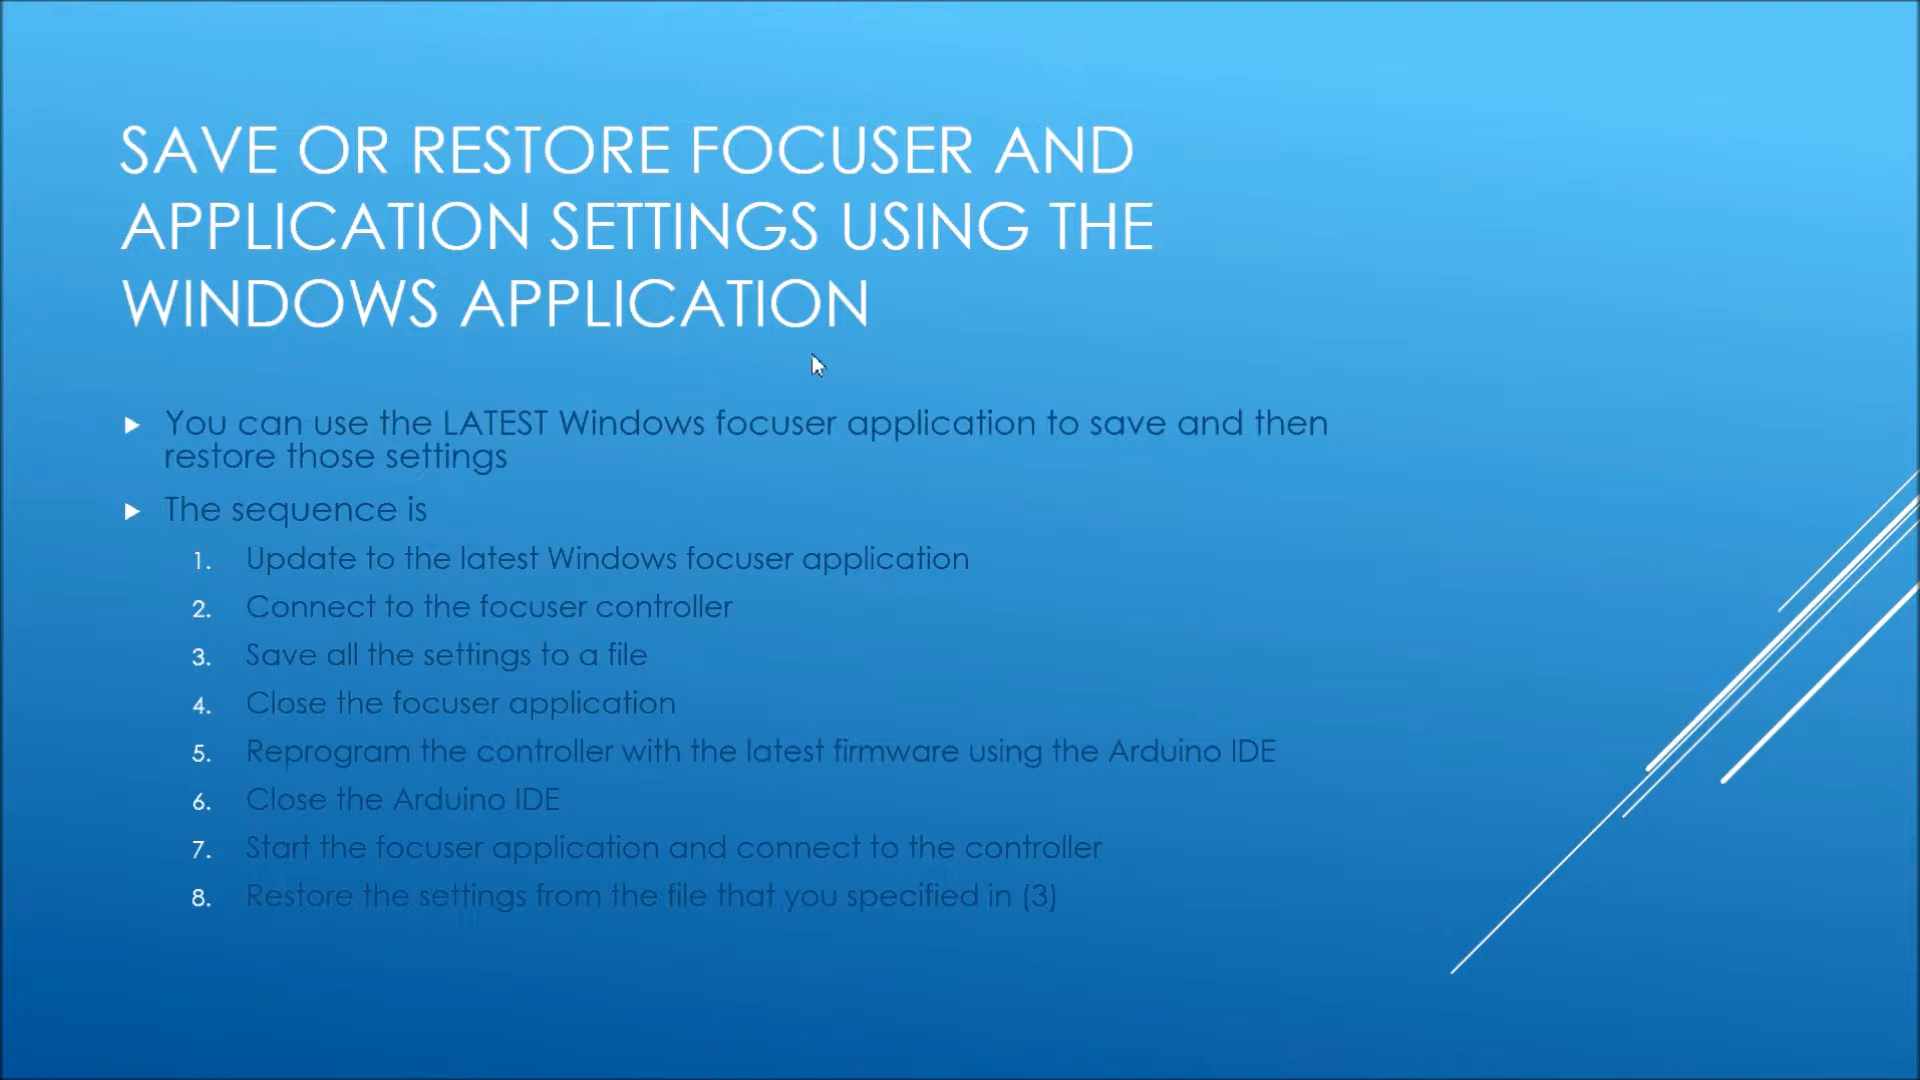 SAVE OR RESTORE FOCUSER AND
APPLICATION SETTINGS USING THE
WINDOWS APPLICATION
You can use the LATEST Windows focuser application to save and then
restore those settings
The sequence is
1. Update to the latest Windows focuser application
2. Connect to the focuser controller
3. Save all the settings to a file
4. Close the focuser application
5. Reprogram the controller with the latest firmware using the Arduino IDE
6. Close the Arduino IDE
7. Start the focuser application and connect to the controller
8. Restore the settings from the file that you specified in (3)